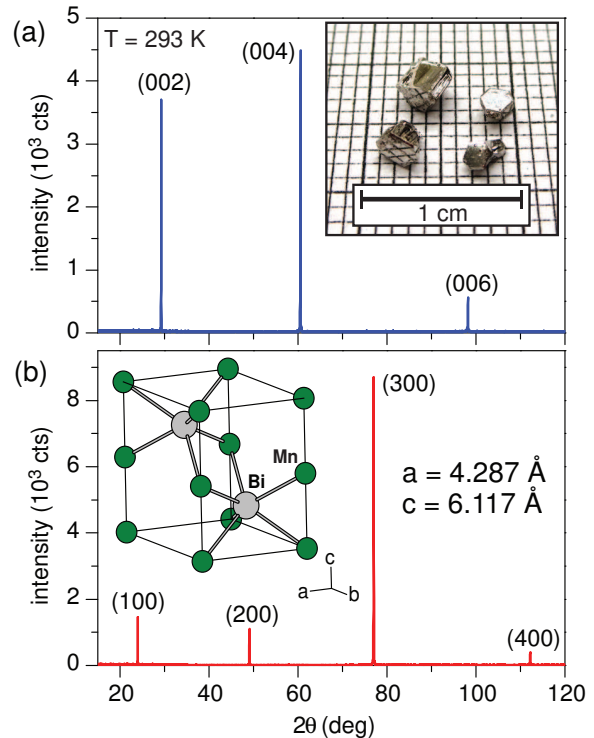 (a)
T = 293 K
(002)
(004)
(006)
1 cm
intensity (10³ cts)
5
4
3
2
1
0
(b)
(100)
(200)
(300)
(400)
Mn
Bi
a = 4.287 Å
c = 6.117 Å
c
a
b
intensity (10³ cts)
8
6
4
2
0
20 40 60 80 100 120
2θ (deg)